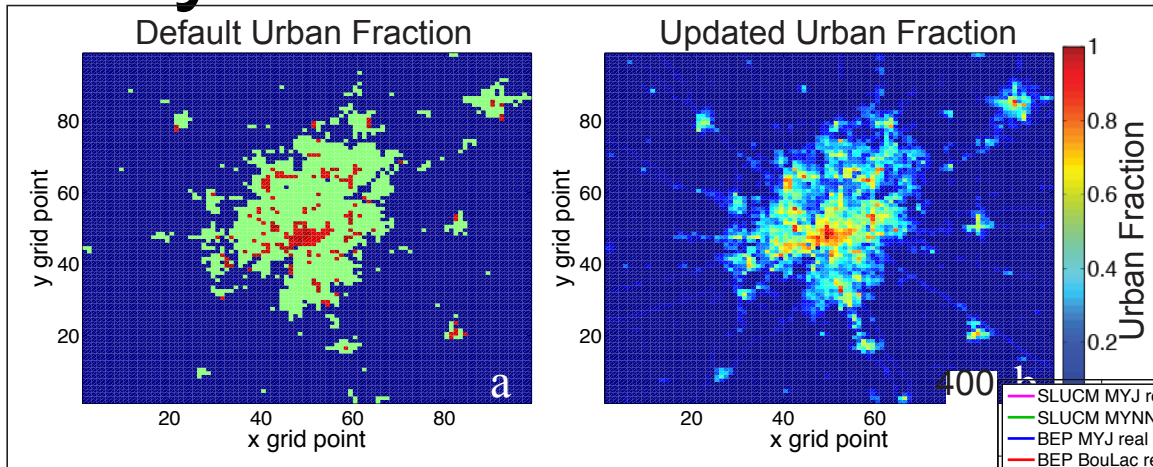 Default Urban Fraction
Updated Urban Fraction
y grid point
80
60
40
20
a
20
40
60
80
x grid point
y grid point
80
60
40
20
20
40
60
x grid point
1
0.8
0.6
0.4
0.2
Urban Fraction
400
SLUCM MYJ
SLUCM MYNN
BEP MYJ real
BEP BouLac